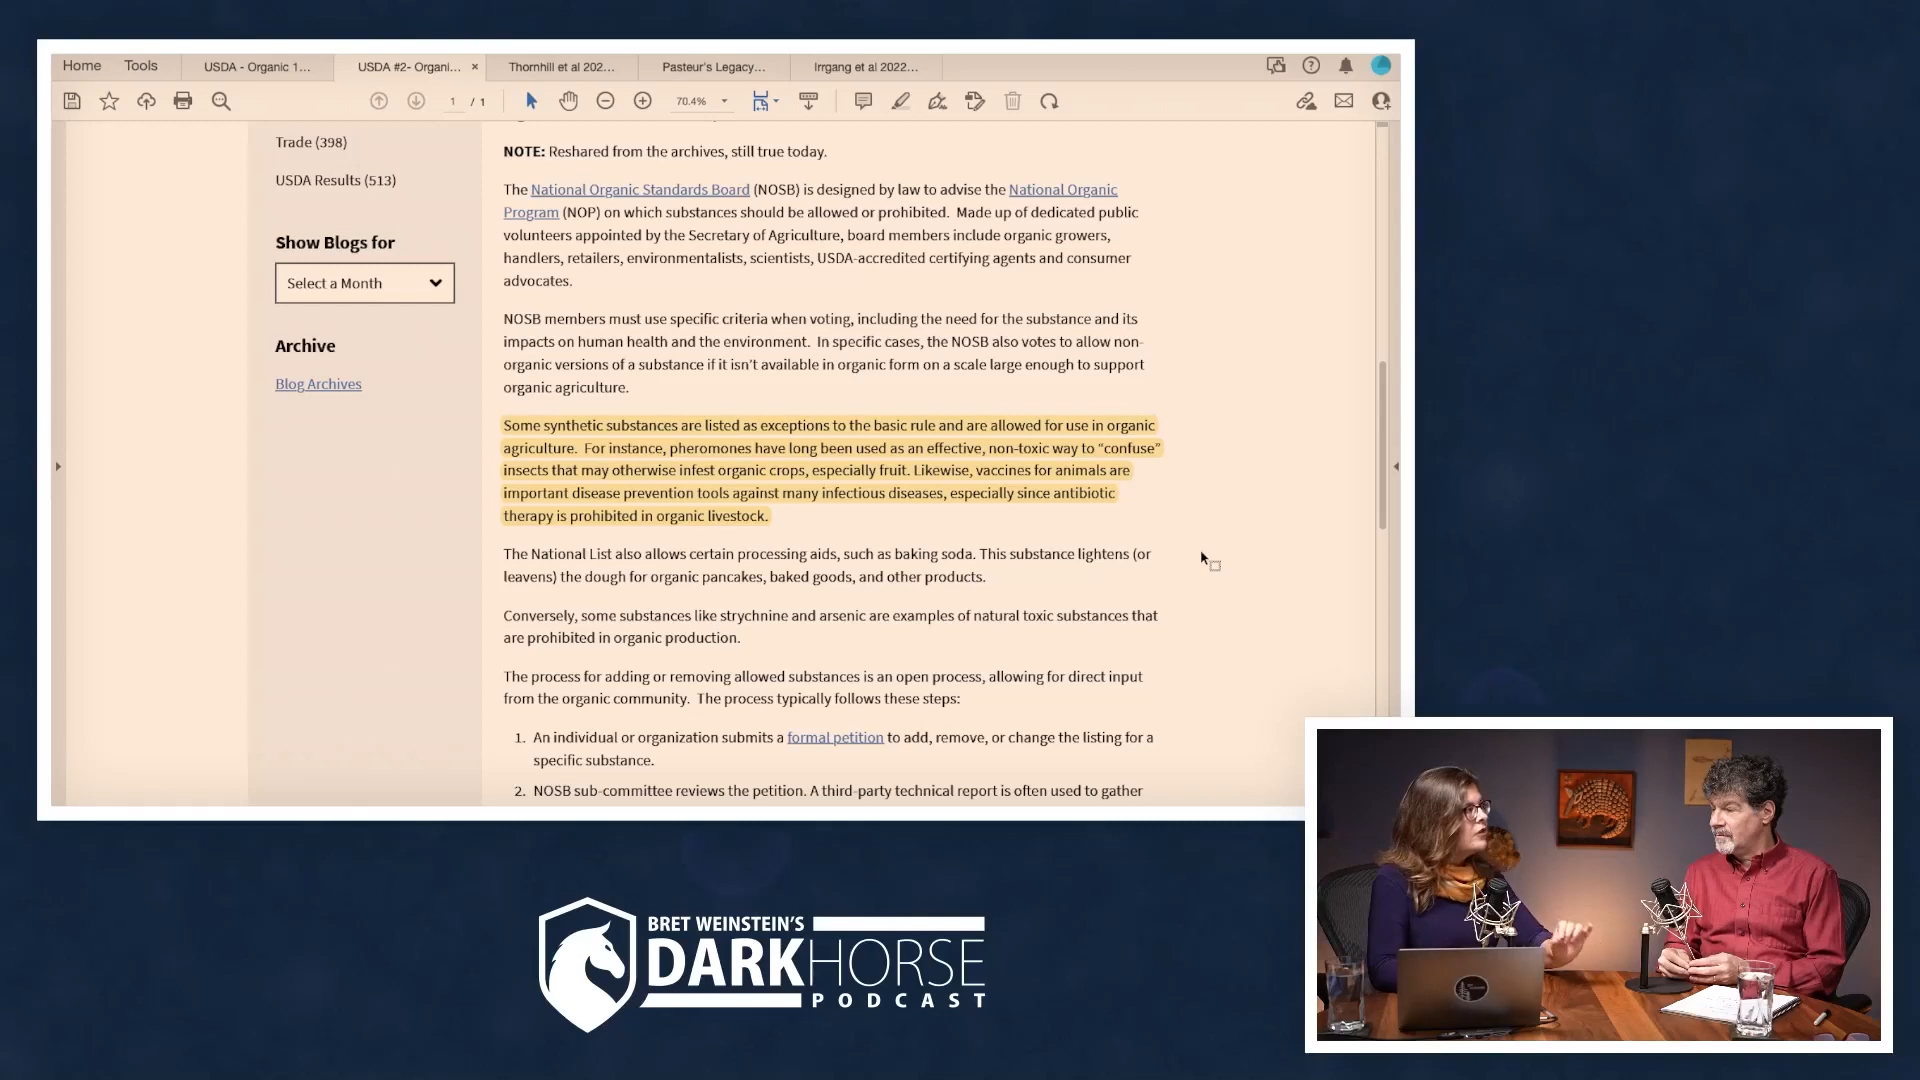 Home Tools USDA - Organic 1... USDA #2- Organi... × Thornhill et al 202... Pasteur's Legacy... Irrgang et al 2022...
1 / 1 70.4%
Trade (398)
USDA Results (513)
Show Blogs for
Select a Month
Archive
Blog Archives
NOTE: Reshared from the archives, still true today.
The National Organic Standards Board (NOSB) is designed by law to advise the National Organic
Program (NOP) on which substances should be allowed or prohibited. Made up of dedicated public
volunteers appointed by the Secretary of Agriculture, board members include organic growers,
handlers, retailers, environmentalists, scientists, USDA-accredited certifying agents and consumer
advocates.
NOSB members must use specific criteria when voting, including the need for the substance and its
impacts on human health and the environment. In specific cases, the NOSB also votes to allow non-
organic versions of a substance if it isn't available in organic form on a scale large enough to support
organic agriculture.
Some synthetic substances are listed as exceptions to the basic rule and are allowed for use in organic
agriculture. For instance, pheromones have long been used as an effective, non-toxic way to “confuse”
insects that may otherwise infest organic crops, especially fruit. Likewise, vaccines for animals are
important disease prevention tools against many infectious diseases, especially since antibiotic
therapy is prohibited in organic livestock.
The National List also allows certain processing aids, such as baking soda. This substance lightens (or
leavens) the dough for organic pancakes, baked goods, and other products.
Conversely, some substances like strychnine and arsenic are examples of natural toxic substances that
are prohibited in organic production.
The process for adding or removing allowed substances is an open process, allowing for direct input
from the organic community. The process typically follows these steps:
1. An individual or organization submits a formal petition to add, remove, or change the listing for a
specific substance.
2. NOSB sub-committee reviews the petition. A third-party technical report is often used to gather
BRET WEINSTEIN'S
DARKHORSE
PODCAST